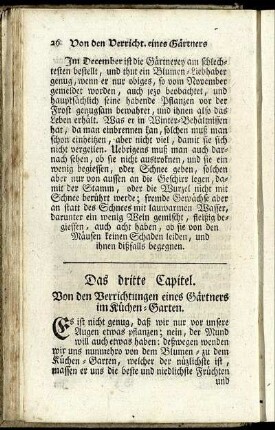 26 Von den Verricht. eines Gärtners
Im December ist die Gärtnerey am schlech-
testen bestellt, und thut ein Blumen-Liebhaber
genug, wenn er nur obiges, so vom November
gemeldet worden, auch jezo beobachtet, und
hauptsächlich seine habende Pflanzen vor der
Frost genugsam bewahret, und ihnen also das
Leben erhält. Was er in Winter-Behältnissen
hat, da man einbrennen kan, solchen muß man
schon einheitzen, aber nicht viel, damit sie sich
nicht vergeilen. Uebrigens muß man auch dar-
nach sehen, ob sie nicht austroknen, und sie ein
wenig begiessen, oder Schnee geben, solchen
aber nur von aussen an die Geschirr legen, da-
mit der Stamm, oder die Wurzel nicht mit
Schnee berührt werde; fremde Gewächse aber
an statt des Schnees mit laulwarmen Wasser,
darunter ein wenig Wein gemischt, fleißig be-
giessen, auch acht haben, ob sie von den
Mäusen keinen Schaden leiden, und
ihnen dißfalls begegnen.
Das dritte Capitel.
Von den Verrichtungen eines Gärtners
im Küchen-Garten.
Es ist nicht genug, daß wir nur vor unsere
Augen etwas pflanzen; nein, der Mund
will auch etwas haben: deßwegen wenden
wir uns nunmehro von dem Blumen- zu dem
Küchen-Garten, welcher der nüzlichste ist,
massen er uns die beste und niedlichste Früchten
und